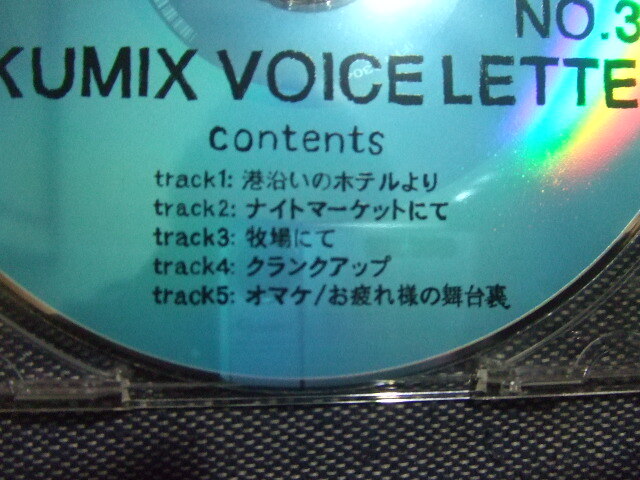 NO.3
KUMIX VOICE LETTE
contents
track1: 港沿いのホテルより
track2: ナイトマーケットにて
track3: 牧場にて
track4: クランクアップ
track5: オマケ/お疲れ様の舞台裏